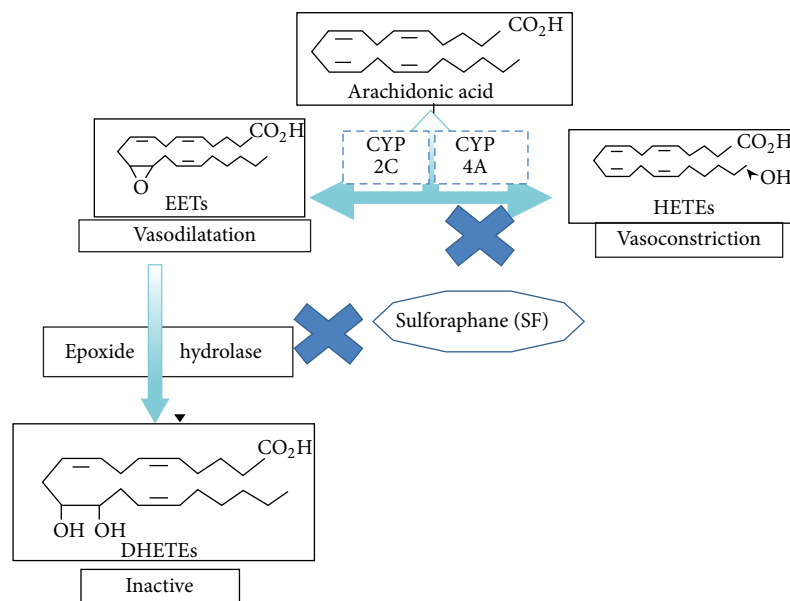 CO₂H
Arachidonic acid
CYP
2C
CYP
4A
CO₂H
O
EETs
Vasodilatation
CO₂H
OH
HETEs
Vasoconstriction
Sulforaphane (SF)
Epoxide hydrolase
CO₂H
OH OH
DHETEs
Inactive